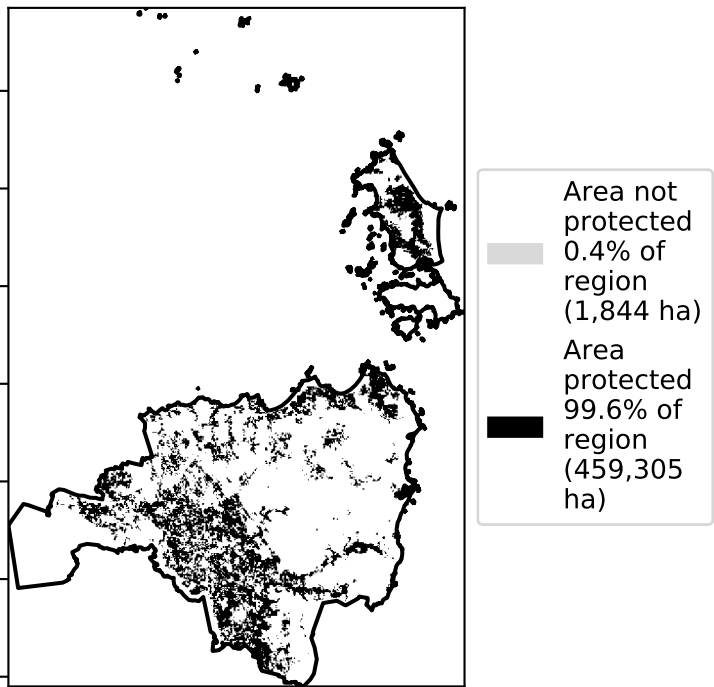 Area not
protected
0.4% of
region
(1,844 ha)
Area
protected
99.6% of
region
(459,305
ha)